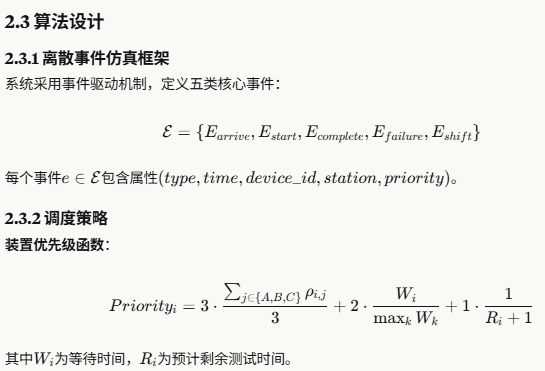 2.3 算法设计
2.3.1 离散事件仿真框架
系统采用事件驱动机制，定义五类核心事件：
ℰ = {E_arrive, E_start, E_complete, E_failure, E_shift}
每个事件e ∈ ℰ包含属性(type, time, device_id, station, priority)。
2.3.2 调度策略
装置优先级函数：
Priority_i = 3 · (∑_{j∈{A,B,C}} ρ_{i,j}) / 3 + 2 · W_i / (max_k W_k) + 1 · 1 / (R_i + 1)
其中W_i为等待时间，R_i为预计剩余测试时间。